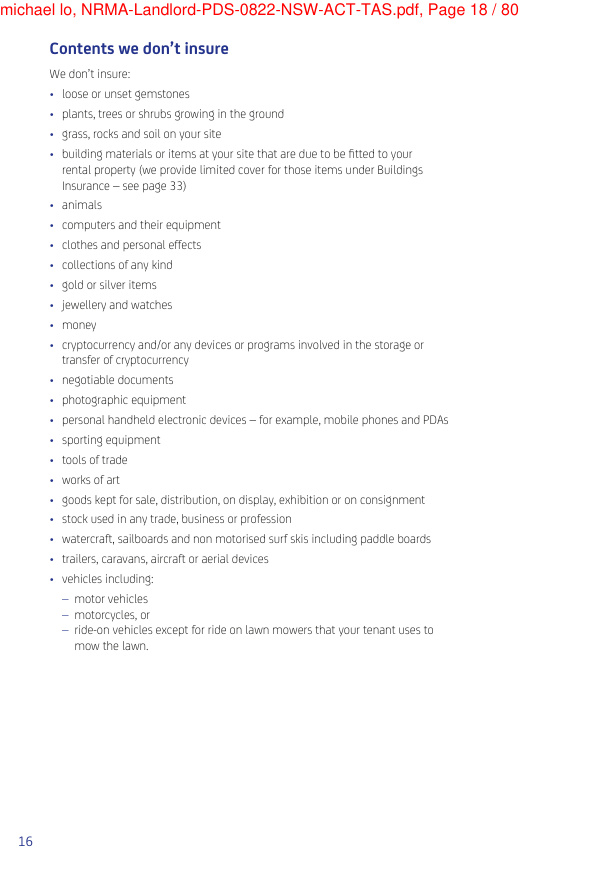 michael lo, NRMA-Landlord-PDS-0822-NSW-ACT-TAS.pdf, Page 18 / 80
Contents we don’t insure
We don’t insure:
• loose or unset gemstones
• plants, trees or shrubs growing in the ground
• grass, rocks and soil on your site
• building materials or items at your site that are due to be fitted to your
rental property (we provide limited cover for those items under Buildings
Insurance – see page 33)
• animals
• computers and their equipment
• clothes and personal effects
• collections of any kind
• gold or silver items
• jewellery and watches
• money
• cryptocurrency and/or any devices or programs involved in the storage or
transfer of cryptocurrency
• negotiable documents
• photographic equipment
• personal handheld electronic devices – for example, mobile phones and PDAs
• sporting equipment
• tools of trade
• works of art
• goods kept for sale, distribution, on display, exhibition or on consignment
• stock used in any trade, business or profession
• watercraft, sailboards and non motorised surf skis including paddle boards
• trailers, caravans, aircraft or aerial devices
• vehicles including:
– motor vehicles
– motorcycles, or
– ride-on vehicles except for ride on lawn mowers that your tenant uses to
mow the lawn.
16